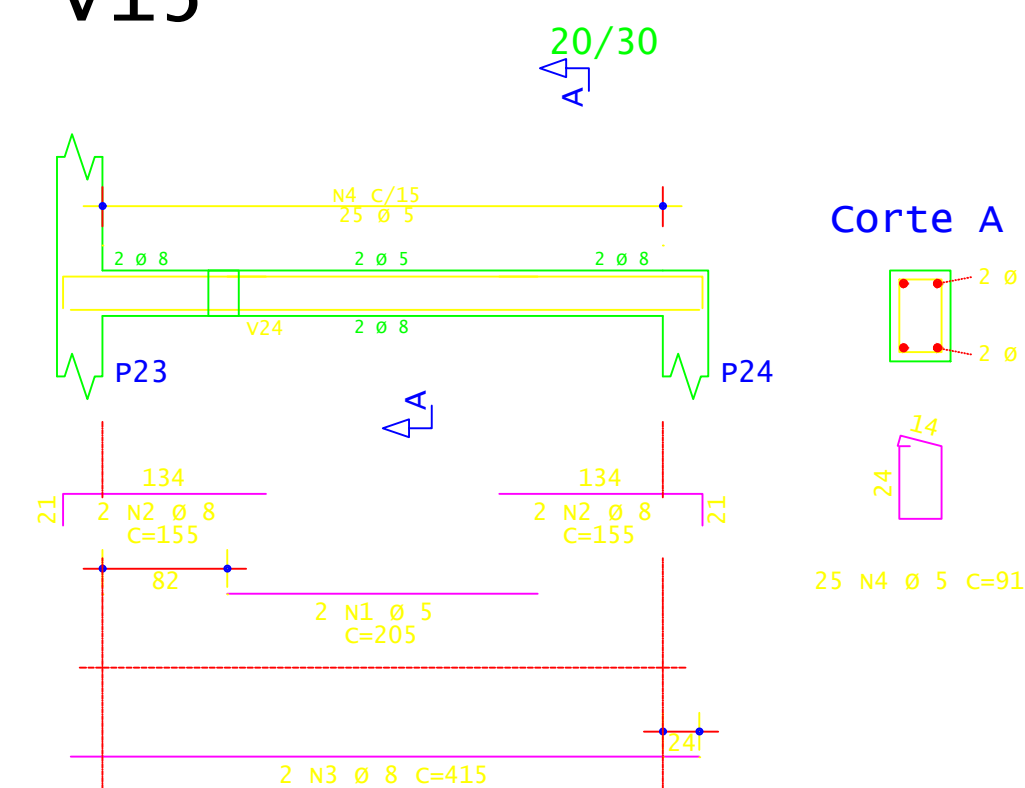 V15
20/30
A
N4 C/15
25 Ø 5
Corte A
2 Ø 8
2 Ø 5
2 Ø 8
2 Ø
V24
2 Ø 8
2 Ø
P23
P24
A
14
24
134
134
21
2 N2 Ø 8
C=155
2 N2 Ø 8
C=155
21
82
25 N4 Ø 5 C=91
2 N1 Ø 5
C=205
24
2 N3 Ø 8 C=415